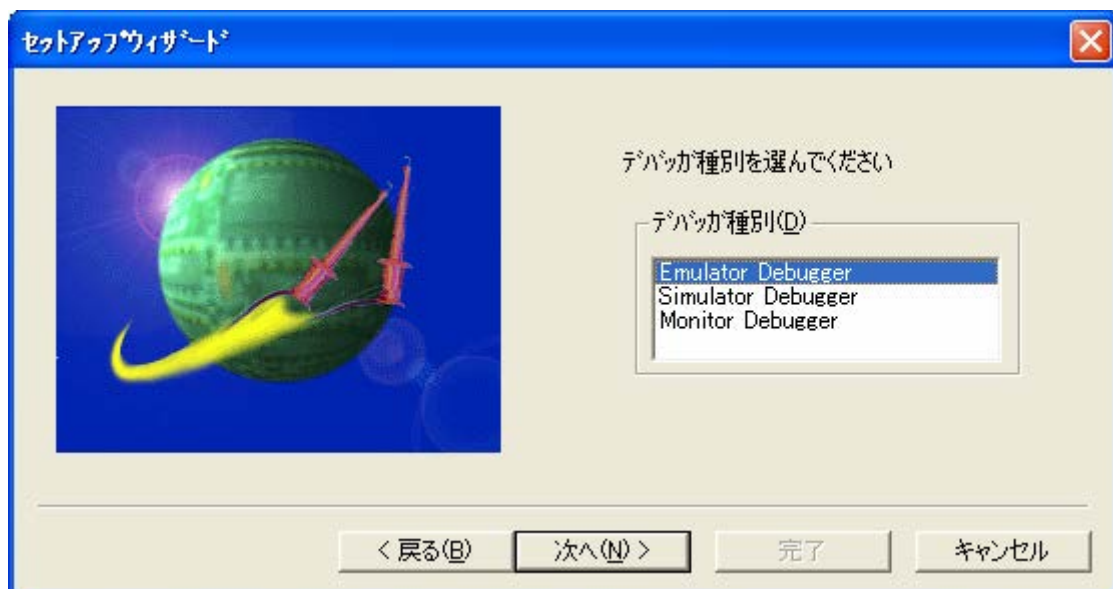 セットアップウィザード
デバッガ種別を選んでください
デバッガ種別(D)
Emulator Debugger
Simulator Debugger
Monitor Debugger
< 戻る(B)
次へ(N) >
完了
キャンセル